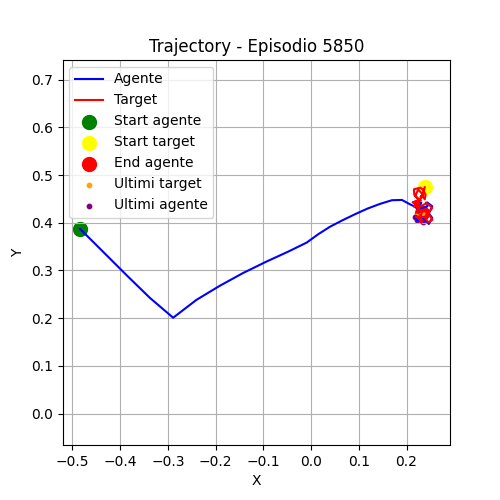 Trajectory - Episodio 5850
Agente
Target
Start agente
Start target
End agente
Ultimi target
Ultimi agente
0.7
0.6
0.5
0.4
0.3
0.2
0.1
0.0
Y
−0.5 −0.4 −0.3 −0.2 −0.1 0.0 0.1 0.2
X